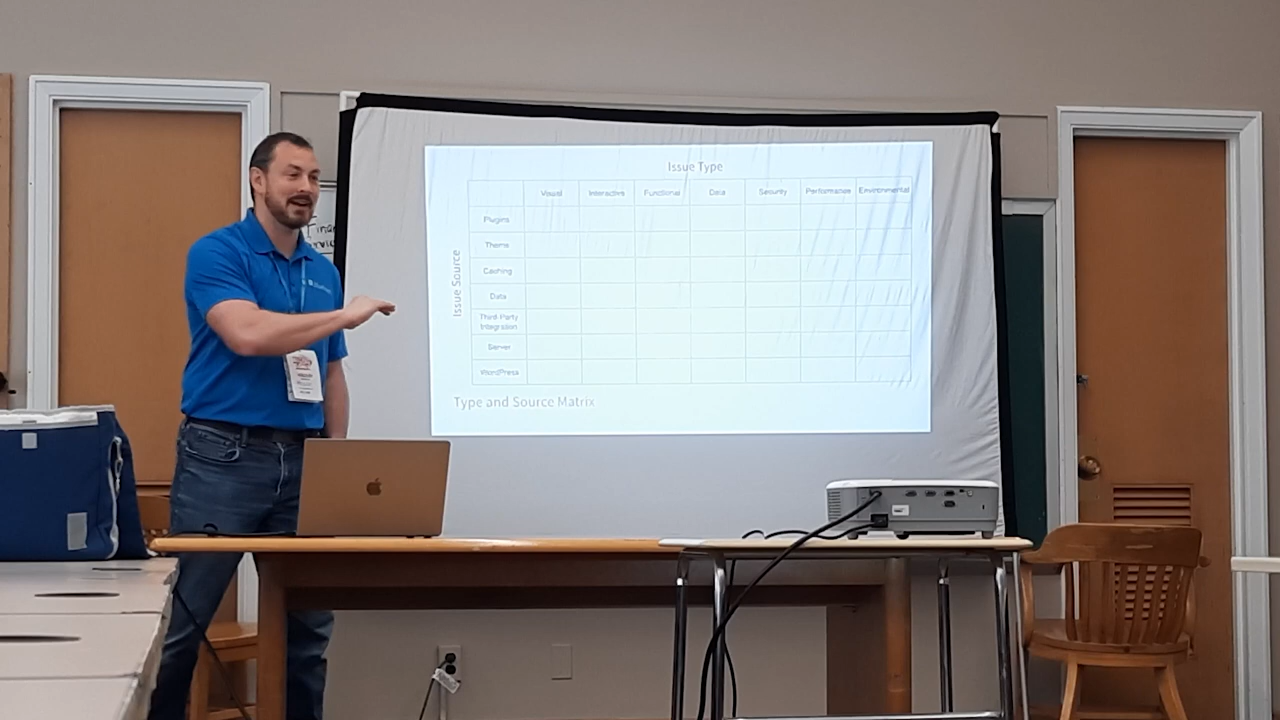 Issue Type
Visual Interactive Functional Data Security Performance Environmental
Issue Source
Plugins
Theme
Caching
Data
Third-Party
Integration
Server
WordPress
Type and Source Matrix